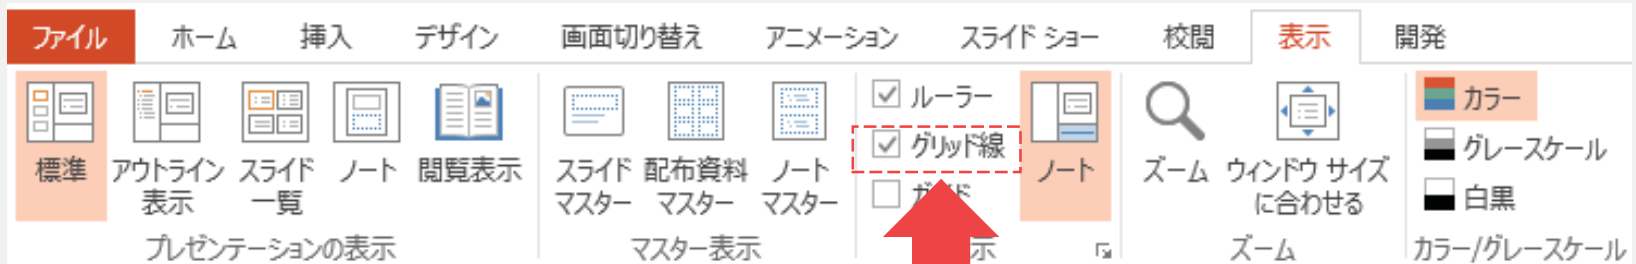 ファイル ホーム 挿入 デザイン 画面切り替え アニメーション スライド ショー 校閲 表示 開発
標準
アウトライン
表示
スライド
一覧
ノート
閲覧表示
プレゼンテーションの表示
スライド
マスター
配布資料
マスター
ノート
マスター
マスター表示
ルーラー
グリッド線
ノート
示
ズーム
ウィンドウ サイズ
に合わせる
ズーム
カラー
グレースケール
白黒
カラー/グレースケール